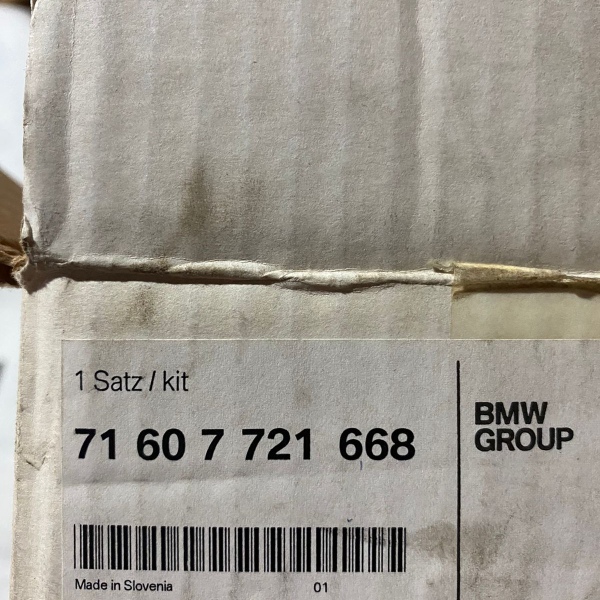 1 Satz / kit
71 60 7 721 668
BMW
GROUP
Made in Slovenia 01